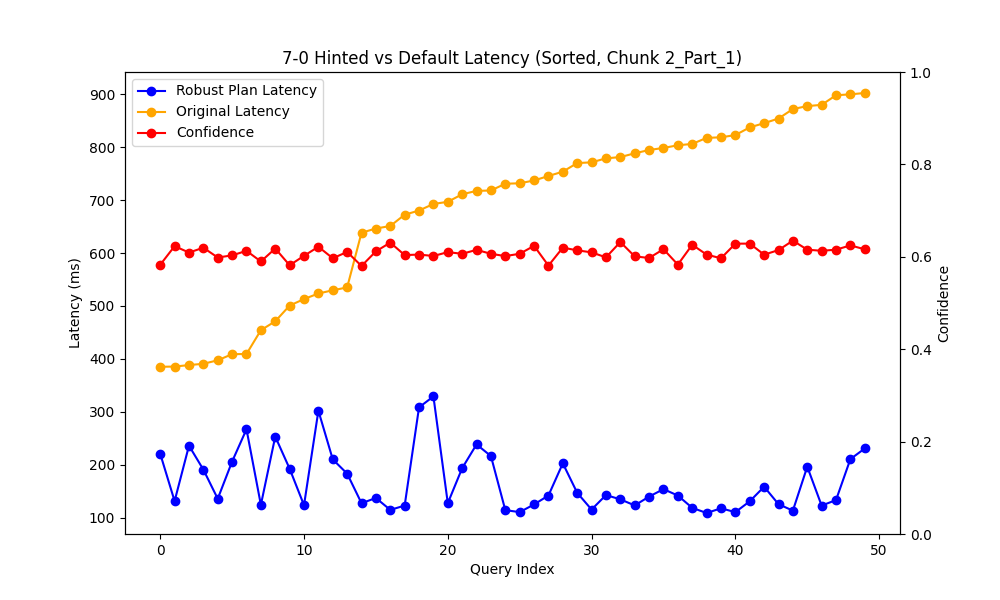 7-0 Hinted vs Default Latency (Sorted, Chunk 2_Part_1)
Robust Plan Latency
Original Latency
Confidence
Latency (ms)
900
800
700
600
500
400
300
200
100
1.0
0.8
0.6
0.4
0.2
0.0
Confidence
0 10 20 30 40 50
Query Index